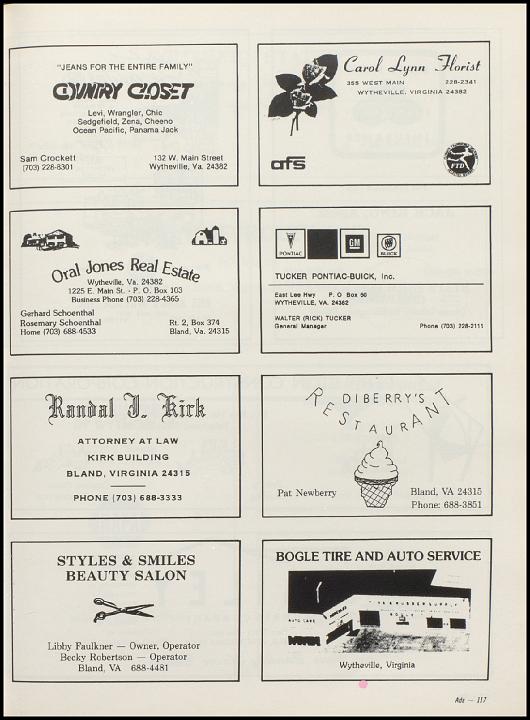 "JEANS FOR THE ENTIRE FAMILY"
COUNTRY CLOSET
Levi, Wrangler, Chic
Sedgefield, Zena, Cheeno
Ocean Pacific, Panama Jack
Sam Crockett
(703) 228-8301
132 W. Main Street
Wytheville, Va. 24382
Carol Lynn Florist
355 WEST MAIN
228-2341
WYTHEVILLE, VIRGINIA 24382
afs
FTD
Oral Jones Real Estate
Wytheville, Va. 24382
1225 E. Main St. - P. O. Box 103
Business Phone (703) 228-4365
Gerhard Schoenthal
Rosemary Schoenthal
Home (703) 688-4533
Rt. 2, Box 374
Bland, Va. 24315
PONTIAC
GM
BUICK
TUCKER PONTIAC-BUICK, Inc.
East Lee Hwy P. O Box 50
WYTHEVILLE, VA. 24382
WALTER (RICK) TUCKER
General Manager
Phone (703) 228-2111
Randal J. Kirk
ATTORNEY AT LAW
KIRK BUILDING
BLAND, VIRGINIA 24315
PHONE (703) 688-3333
DIBERRY'S
RESTAURANT
Pat Newberry
Bland, VA 24315
Phone: 688-3851
STYLES & SMILES
BEAUTY SALON
Libby Faulkner — Owner, Operator
Becky Robertson — Operator
Bland, VA 688-4481
BOGLE TIRE AND AUTO SERVICE
AUTO CARE
RUBBER SUPPLY
Wytheville, Virginia
Ads — 117